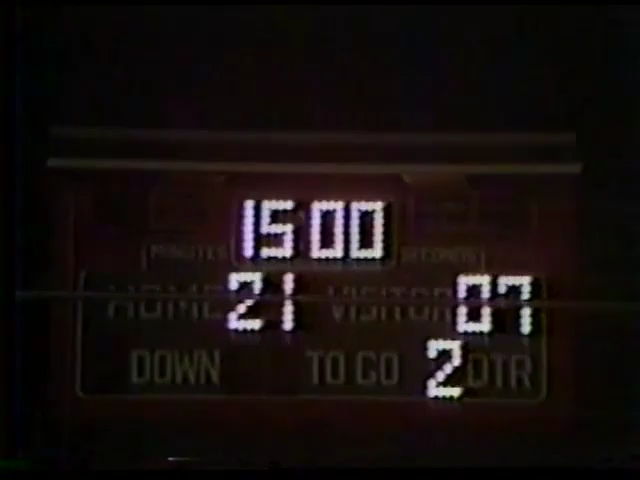 15 00
MINUTES SECONDS
HOME 21 VISITOR 07
DOWN TO GO 2 QTR